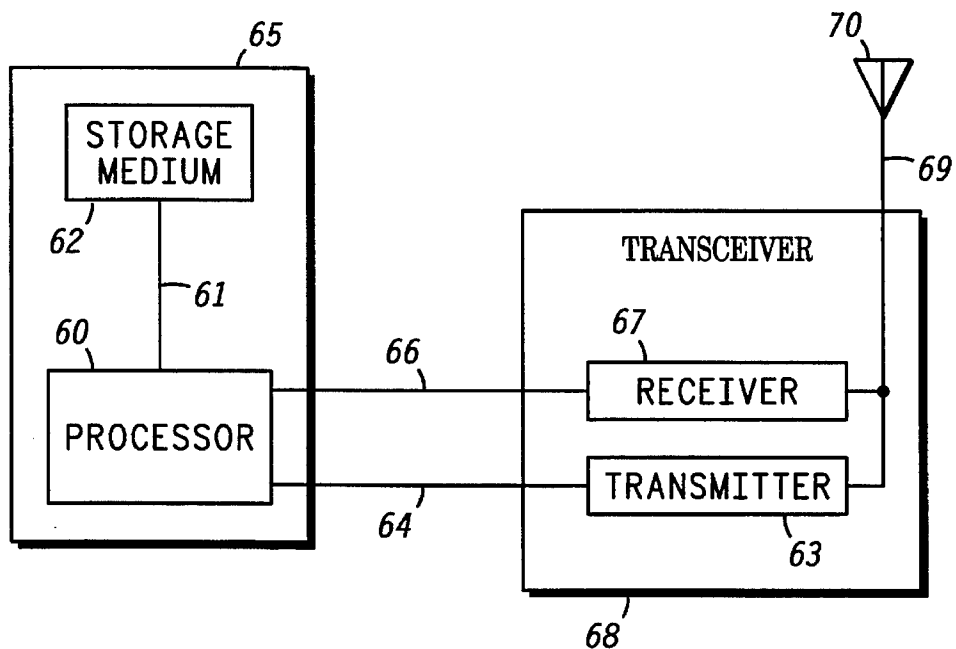 65
70
STORAGE
MEDIUM
62
69
61
TRANSCEIVER
60
66
67
PROCESSOR
RECEIVER
64
TRANSMITTER
63
68